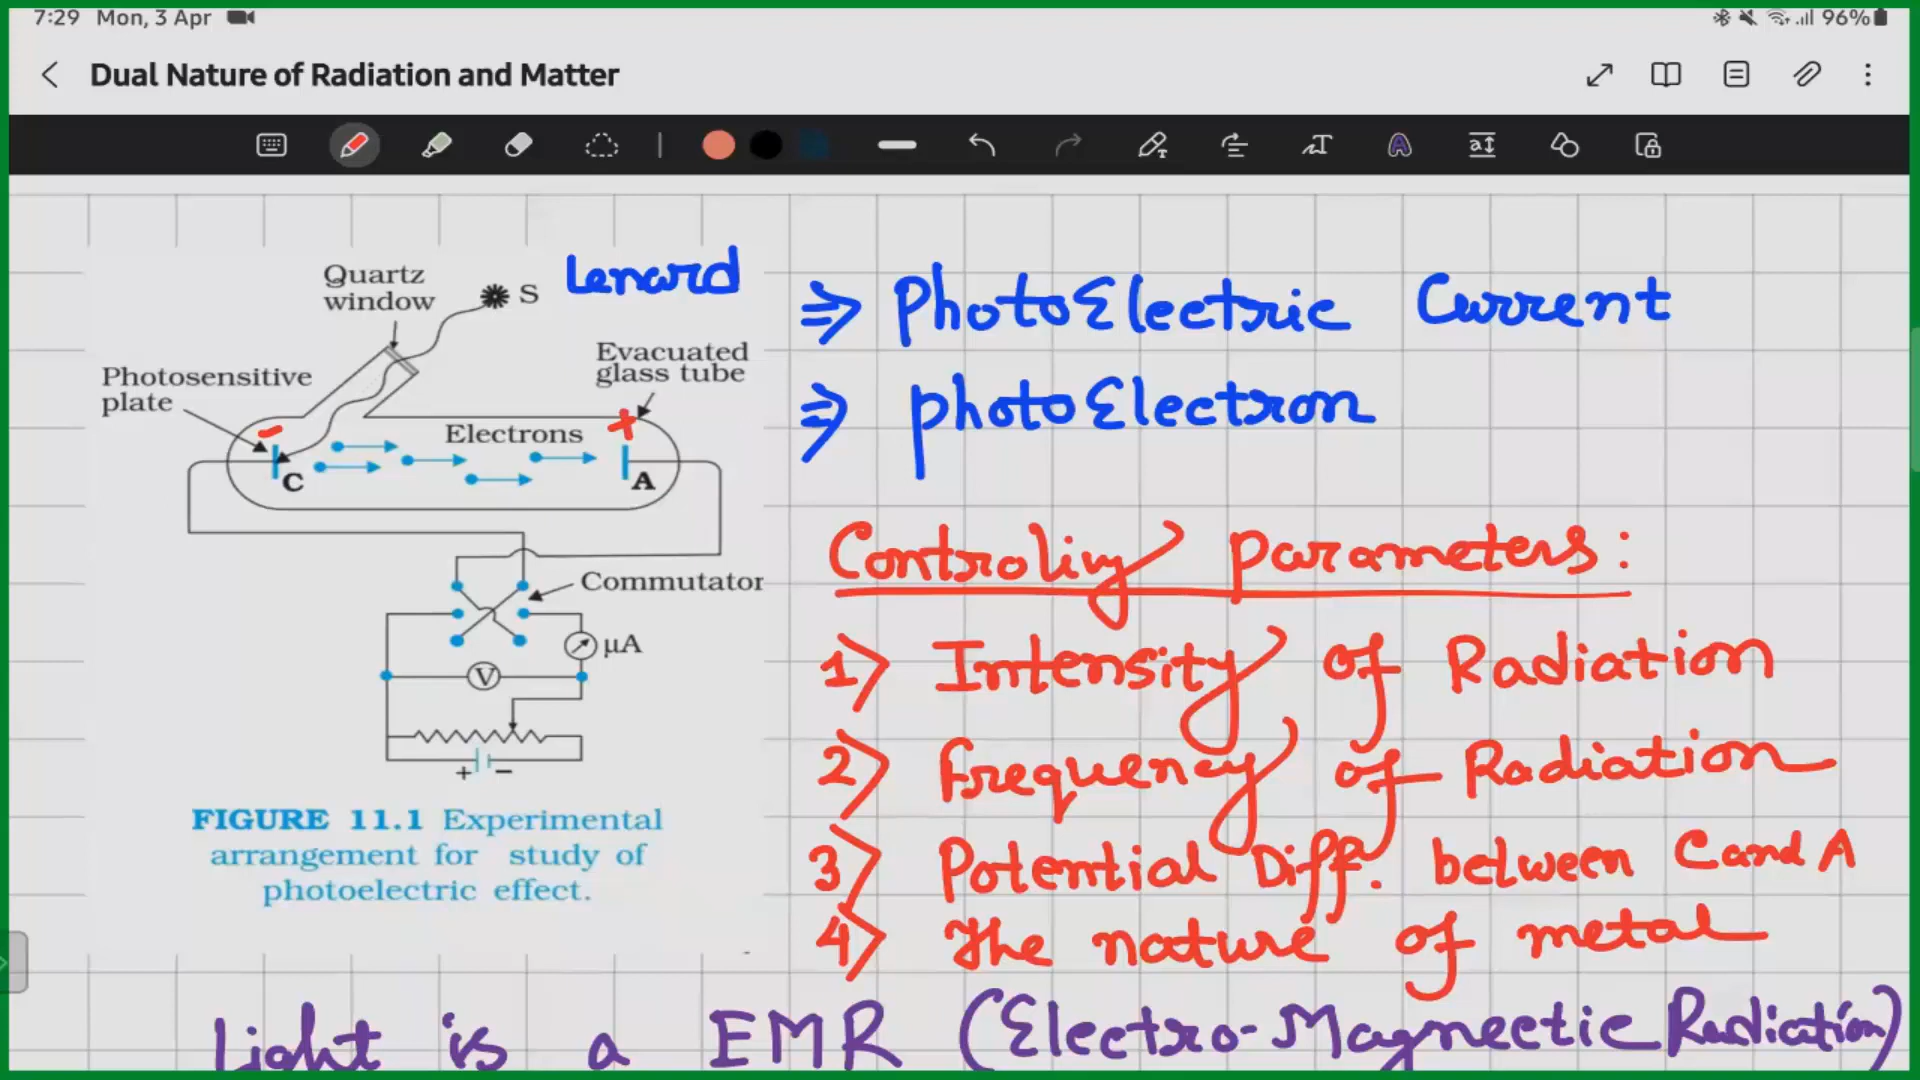 7:29 Mon, 3 Apr
96%
Dual Nature of Radiation and Matter
Quartz
window
S
Lenard
Photosensitive
plate
Evacuated
glass tube
-
+
Electrons
C
A
Commutator
µA
V
+ -
FIGURE 11.1 Experimental
arrangement for study of
photoelectric effect.
⇒ PhotoElectric Current
⇒ photoElectron
Controling Parameters:
1> Intensity of Radiation
2> Frequency of Radiation
3> Potential Diff. between C and A
4> The nature of metal
Light is a EMR (Electro-Magneetic Radiation)